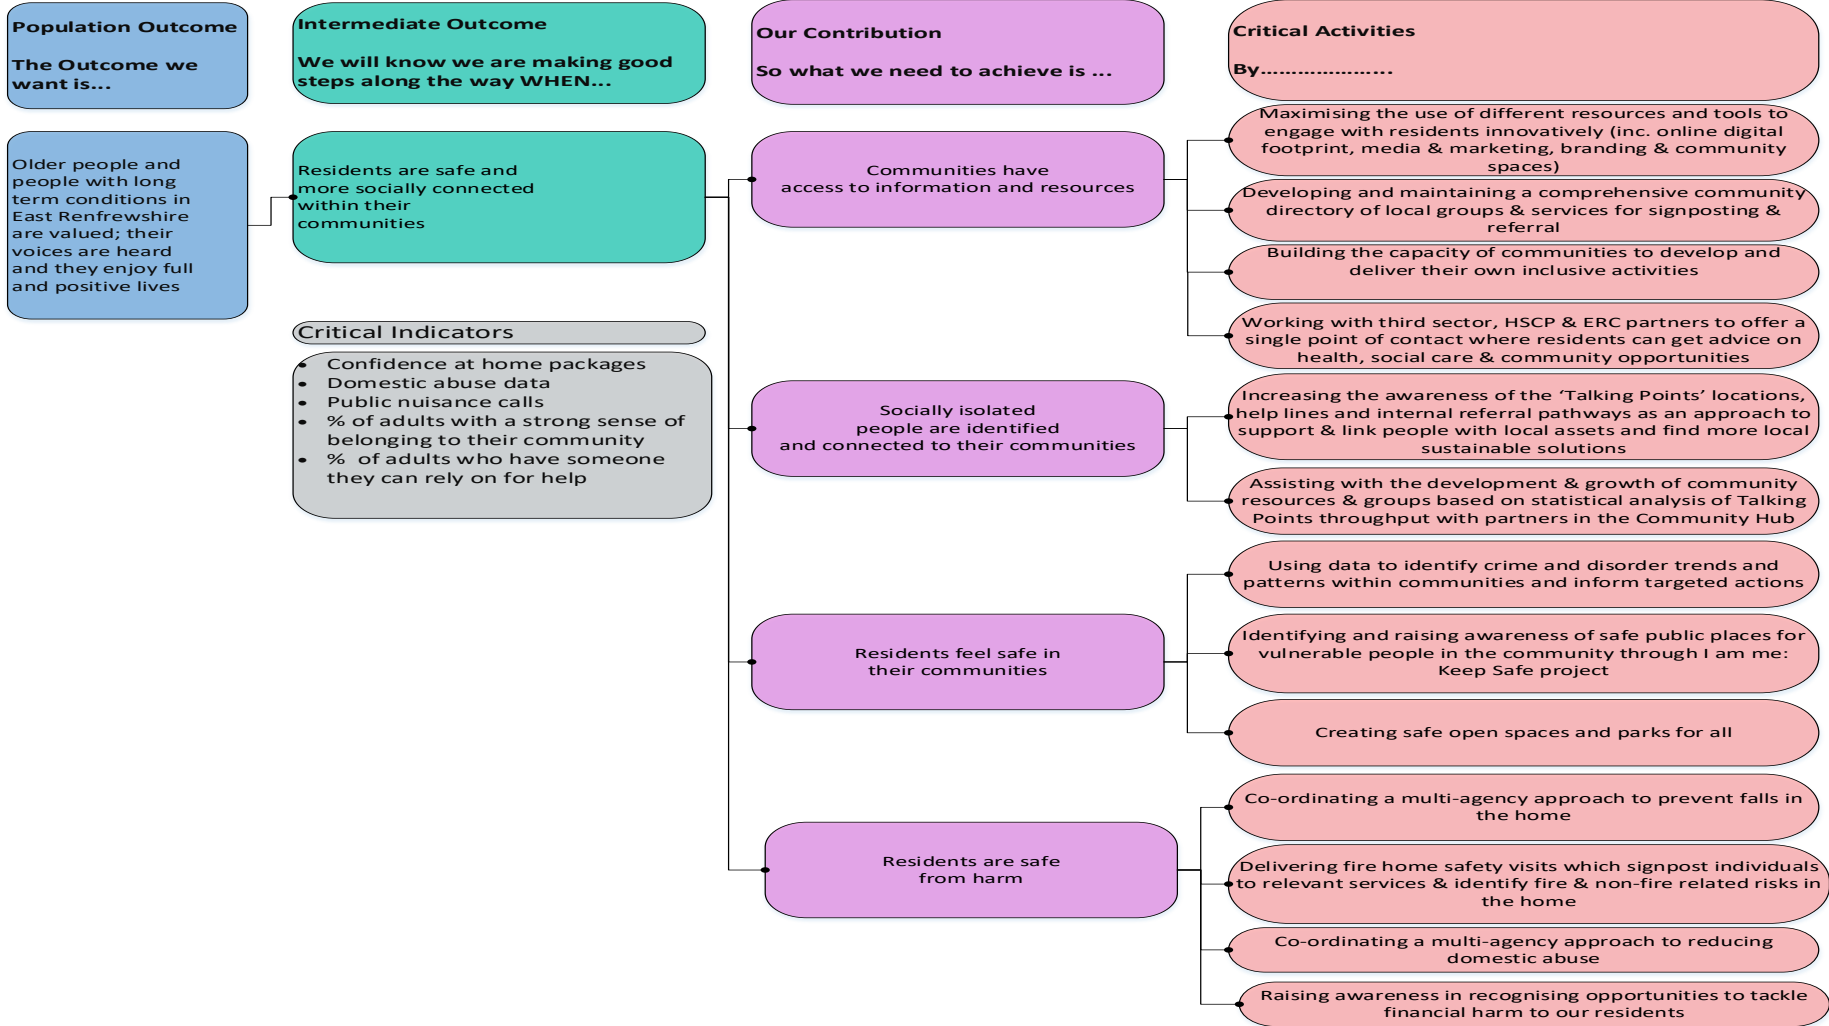 Population Outcome
The Outcome we
want is...
Intermediate Outcome
We will know we are making good
steps along the way WHEN...
Our Contribution
So what we need to achieve is ...
Critical Activities
By...................
Older people and
people with long
term conditions in
East Renfrewshire
are valued; their
voices are heard
and they enjoy full
and positive lives
Residents are safe and
more socially connected
within their
communities
Critical Indicators
• Confidence at home packages
• Domestic abuse data
• Public nuisance calls
• % of adults with a strong sense of
belonging to their community
• % of adults who have someone
they can rely on for help
Communities have
access to information and resources
Maximising the use of different resources and tools to
engage with residents innovatively (inc. online digital
footprint, media & marketing, branding & community
spaces)
Developing and maintaining a comprehensive community
directory of local groups & services for signposting &
referral
Building the capacity of communities to develop and
deliver their own inclusive activities
Working with third sector, HSCP & ERC partners to offer a
single point of contact where residents can get advice on
health, social care & community opportunities
Socially isolated
people are identified
and connected to their communities
Increasing the awareness of the ‘Talking Points’ locations,
help lines and internal referral pathways as an approach to
support & link people with local assets and find more local
sustainable solutions
Assisting with the development & growth of community
resources & groups based on statistical analysis of Talking
Points throughput with partners in the Community Hub
Residents feel safe in
their communities
Using data to identify crime and disorder trends and
patterns within communities and inform targeted actions
Identifying and raising awareness of safe public places for
vulnerable people in the community through I am me:
Keep Safe project
Creating safe open spaces and parks for all
Residents are safe
from harm
Co-ordinating a multi-agency approach to prevent falls in
the home
Delivering fire home safety visits which signpost individuals
to relevant services & identify fire & non-fire related risks in
the home
Co-ordinating a multi-agency approach to reducing
domestic abuse
Raising awareness in recognising opportunities to tackle
financial harm to our residents